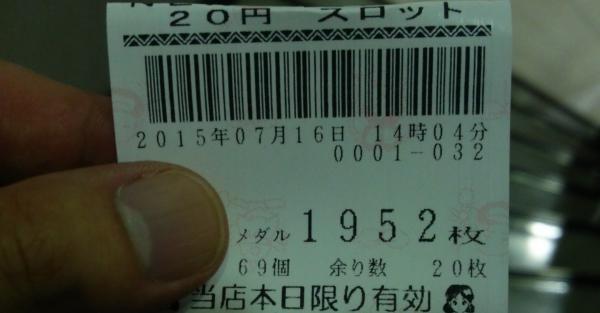 20円 スロット
2015年07月16日 14時04分
0001-032
メダル 1952枚
69個 余り数 20枚
当店本日限り有効